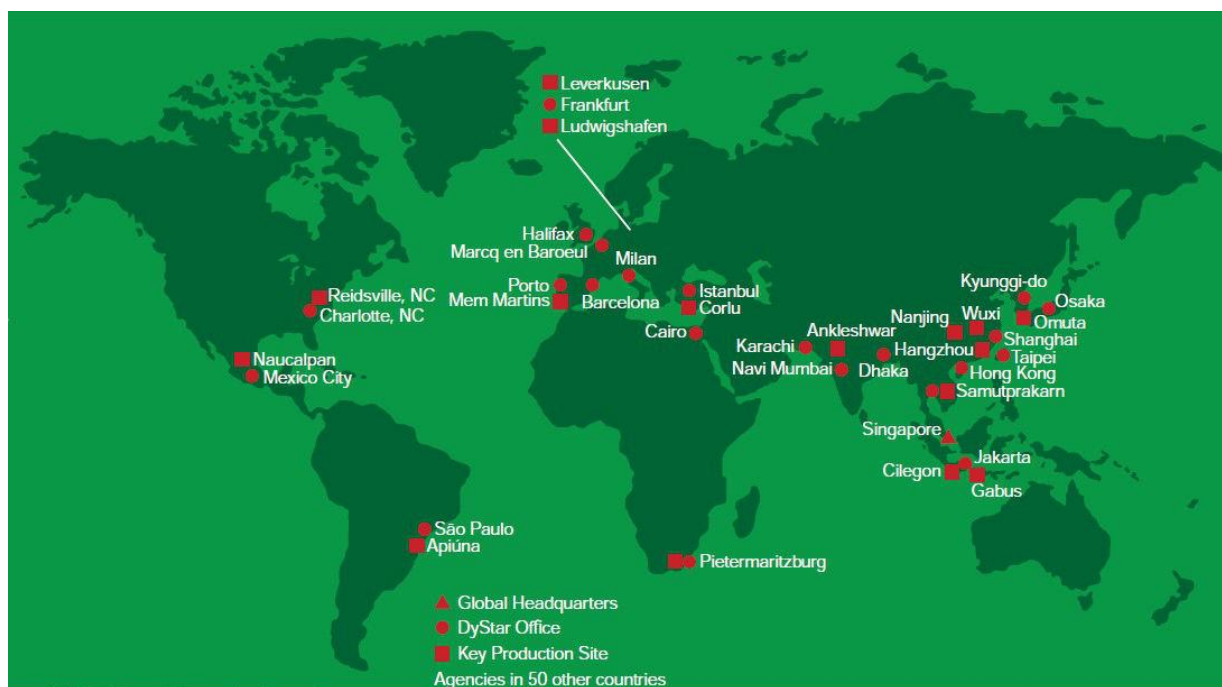 Leverkusen
Frankfurt
Ludwigshafen
Halifax
Marcq en Baroeul
Milan
Porto
Mem Martins
Barcelona
Istanbul
Corlu
Cairo
Reidsville, NC
Charlotte, NC
Naucalpan
Mexico City
Kyunggi-do
Osaka
Nanjing
Wuxi
Omuta
Ankleshwar
Karachi
Hangzhou
Shanghai
Taipei
Navi Mumbai
Dhaka
Hong Kong
Samutprakarn
Singapore
Jakarta
Cilegon
Gabus
São Paulo
Apiúna
Pietermaritzburg
Global Headquarters
DyStar Office
Key Production Site
Agencies in 50 other countries